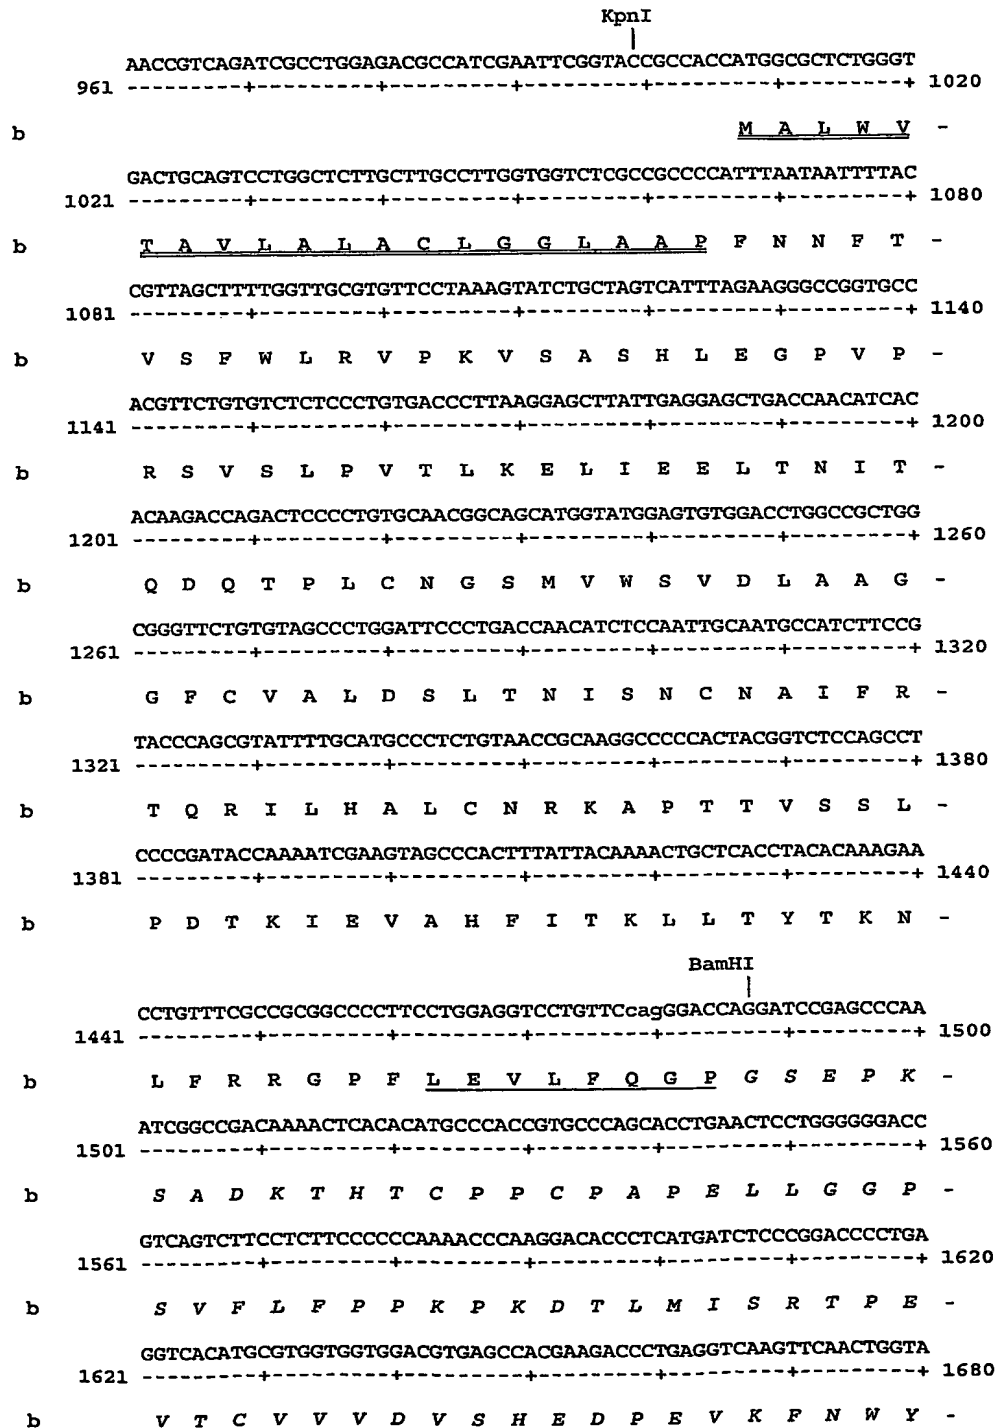 KpnI
|
AACCGTCAGATCGCCTGGAGACGCCATCGAATTCGGTACCGCCACCATGGCGCTCTGGGT
961 ---------+---------+---------+---------+---------+---------+ 1020
b M A L W V -
GACTGCAGTCCTGGCTCTTGCTTGCCTTGGTGGTCTCGCCGCCCCATTTAATAATTTTAC
1021 ---------+---------+---------+---------+---------+---------+ 1080
b T A V L A L A C L G G L A A P F N N F T -
CGTTAGCTTTTGGTTGCGTGTTCCTAAAGTATCTGCTAGTCATTTAGAAGGGCCGGTGCC
1081 ---------+---------+---------+---------+---------+---------+ 1140
b V S F W L R V P K V S A S H L E G P V P -
ACGTTCTGTGTCTCTCCCTGTGACCCTTAAGGAGCTTATTGAGGAGCTGACCAACATCAC
1141 ---------+---------+---------+---------+---------+---------+ 1200
b R S V S L P V T L K E L I E E L T N I T -
ACAAGACCAGACTCCCCTGTGCAACGGCAGCATGGTATGGAGTGTGGACCTGGCCGCTGG
1201 ---------+---------+---------+---------+---------+---------+ 1260
b Q D Q T P L C N G S M V W S V D L A A G -
CGGGTTCTGTGTAGCCCTGGATTCCCTGACCAACATCTCCAATTGCAATGCCATCTTCCG
1261 ---------+---------+---------+---------+---------+---------+ 1320
b G F C V A L D S L T N I S N C N A I F R -
TACCCAGCGTATTTTGCATGCCCTCTGTAACCGCAAGGCCCCCACTACGGTCTCCAGCCT
1321 ---------+---------+---------+---------+---------+---------+ 1380
b T Q R I L H A L C N R K A P T T V S S L -
CCCCGATACCAAAATCGAAGTAGCCCACTTTATTACAAAACTGCTCACCTACACAAAGAA
1381 ---------+---------+---------+---------+---------+---------+ 1440
b P D T K I E V A H F I T K L L T Y T K N -
BamHI
|
CCTGTTTCGCCGCGGCCCCTTCCTGGAGGTCCTGTTCcagGGACCAGGATCCGAGCCCAA
1441 ---------+---------+---------+---------+---------+---------+ 1500
b L F R R G P F L E V L F Q G P G S E P K -
ATCGGCCGACAAAACTCACACATGCCCACCGTGCCCAGCACCTGAACTCCTGGGGGGACC
1501 ---------+---------+---------+---------+---------+---------+ 1560
b S A D K T H T C P P C P A P E L L G G P -
GTCAGTCTTCCTCTTCCCCCCAAAACCCAAGGACACCCTCATGATCTCCCGGACCCCTGA
1561 ---------+---------+---------+---------+---------+---------+ 1620
b S V F L F P P K P K D T L M I S R T P E -
GGTCACATGCGTGGTGGTGGACGTGAGCCACGAAGACCCTGAGGTCAAGTTCAACTGGTA
1621 ---------+---------+---------+---------+---------+---------+ 1680
b V T C V V V D V S H E D P E V K F N W Y -